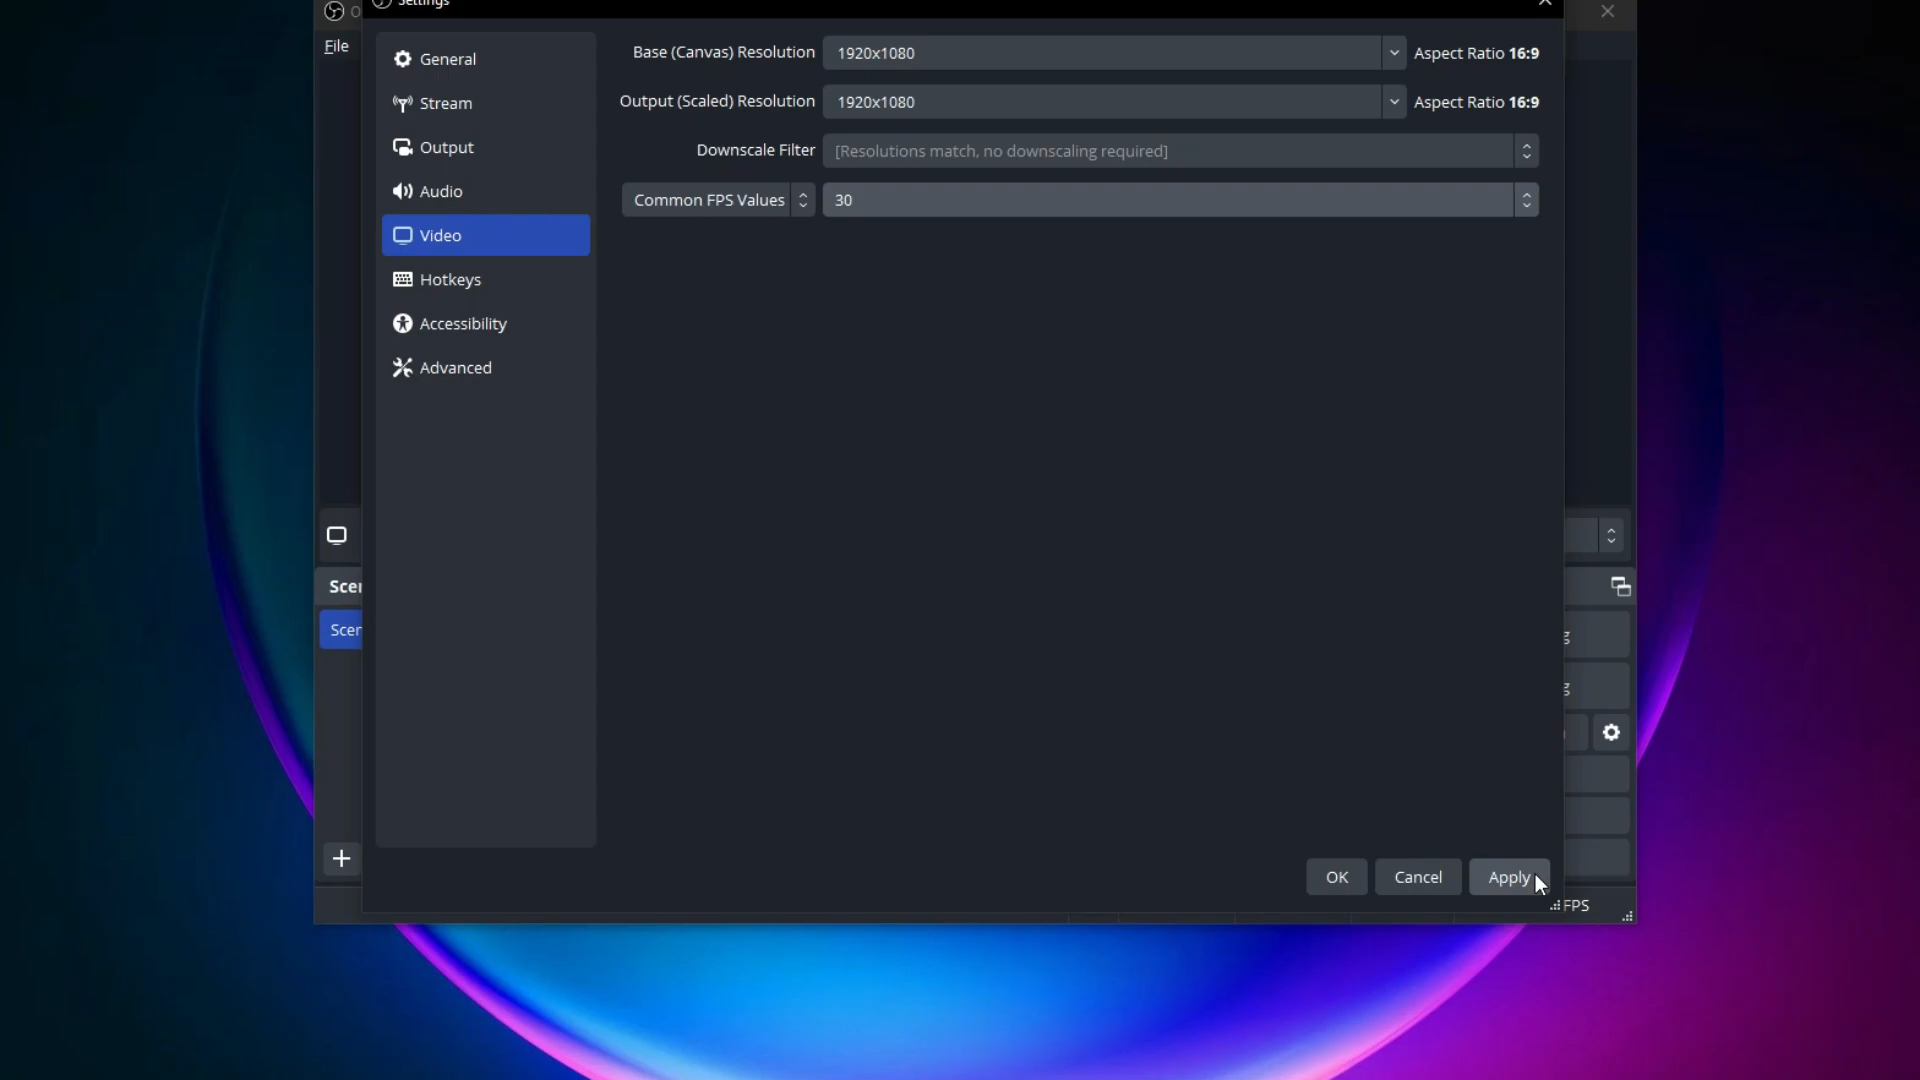 Settings
File
General
Stream
Output
Audio
Video
Hotkeys
Accessibility
Advanced
Base (Canvas) Resolution 1920x1080 Aspect Ratio 16:9
Output (Scaled) Resolution 1920x1080 Aspect Ratio 16:9
Downscale Filter [Resolutions match, no downscaling required]
Common FPS Values 30
OK Cancel Apply
FPS